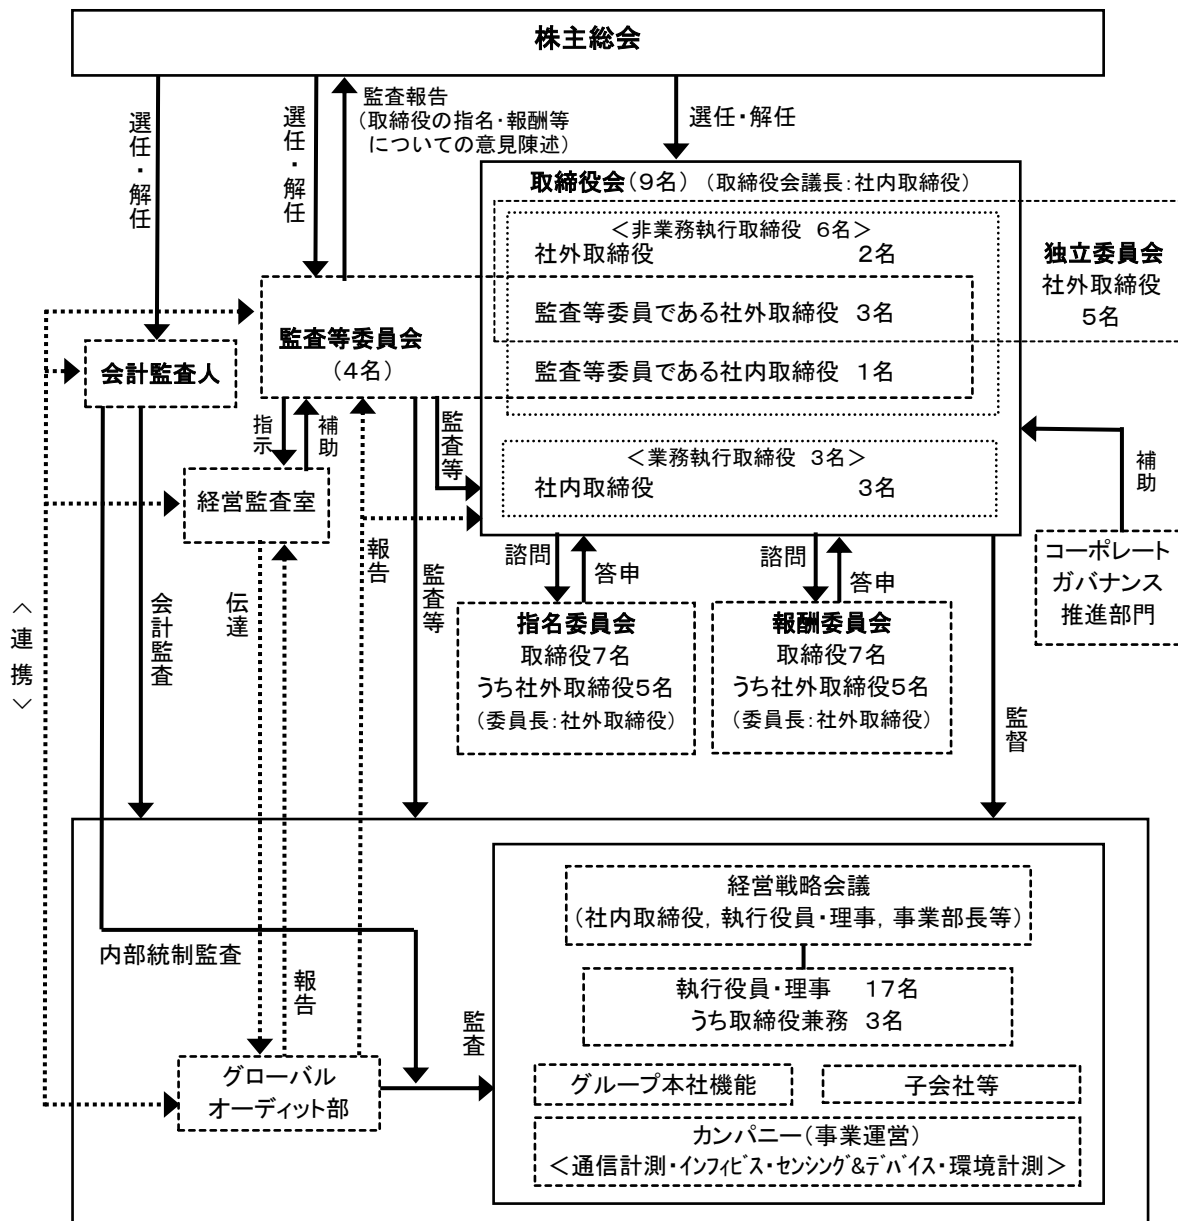 株主総会
選任・解任
選任・解任
監査報告
（取締役の指名・報酬等
についての意見陳述）
選任・解任
取締役会（9名）（取締役会議長：社内取締役）
＜非業務執行取締役 6名＞
社外取締役 2名
監査等委員である社外取締役 3名
監査等委員である社内取締役 1名
独立委員会
社外取締役
5名
監査等委員会
（4名）
会計監査人
指示
補助
監査等
＜業務執行取締役 3名＞
社内取締役 3名
補助
経営監査室
コーポレート
ガバナンス
推進部門
諮問
答申
諮問
答申
指名委員会
取締役7名
うち社外取締役5名
（委員長：社外取締役）
報酬委員会
取締役7名
うち社外取締役5名
（委員長：社外取締役）
＜連携＞
会計監査
伝達
報告
監査等
監督
経営戦略会議
（社内取締役，執行役員・理事，事業部長等）
執行役員・理事 17名
うち取締役兼務 3名
内部統制監査
報告
監査
グローバル
オーディット部
グループ本社機能
子会社等
カンパニー（事業運営）
＜通信計測・インフィビス・センシング&デバイス・環境計測＞